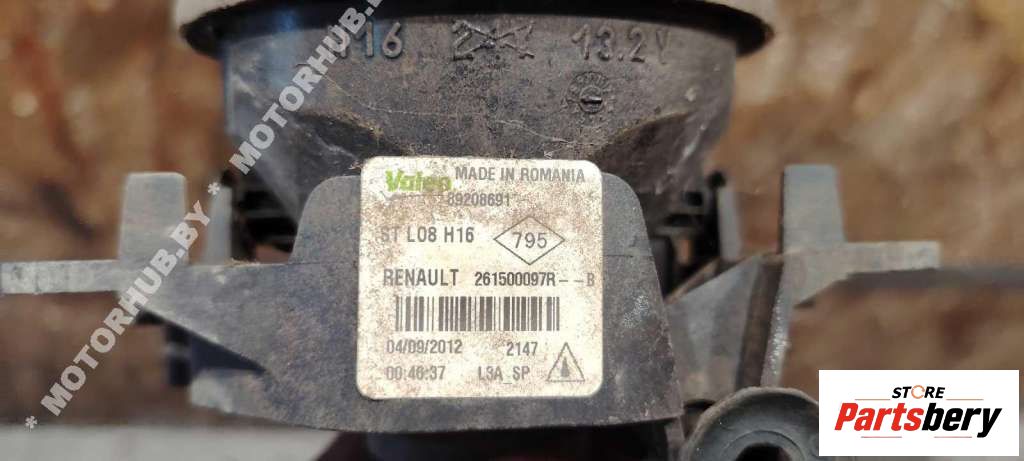 H16 13.2V
Valeo MADE IN ROMANIA
89208691
ST L08 H16 795
RENAULT 261500097R--B
04/09/2012 2147
00:46:37 L3A_SP
* MOTORHUB.BY * MOTORHUB.BY *
STORE
Partsbery